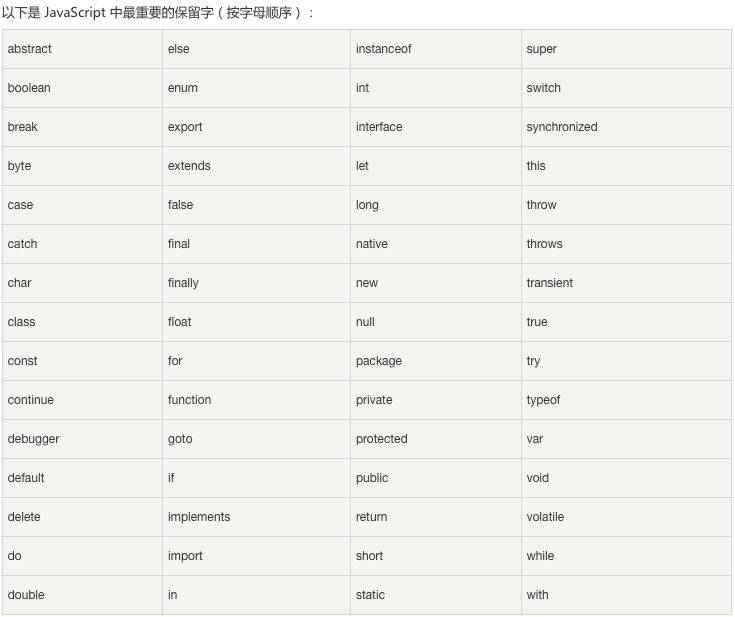 以下是 JavaScript 中最重要的保留字（按字母顺序）：
abstract else instanceof super
boolean enum int switch
break export interface synchronized
byte extends let this
case false long throw
catch final native throws
char finally new transient
class float null true
const for package try
continue function private typeof
debugger goto protected var
default if public void
delete implements return volatile
do import short while
double in static with